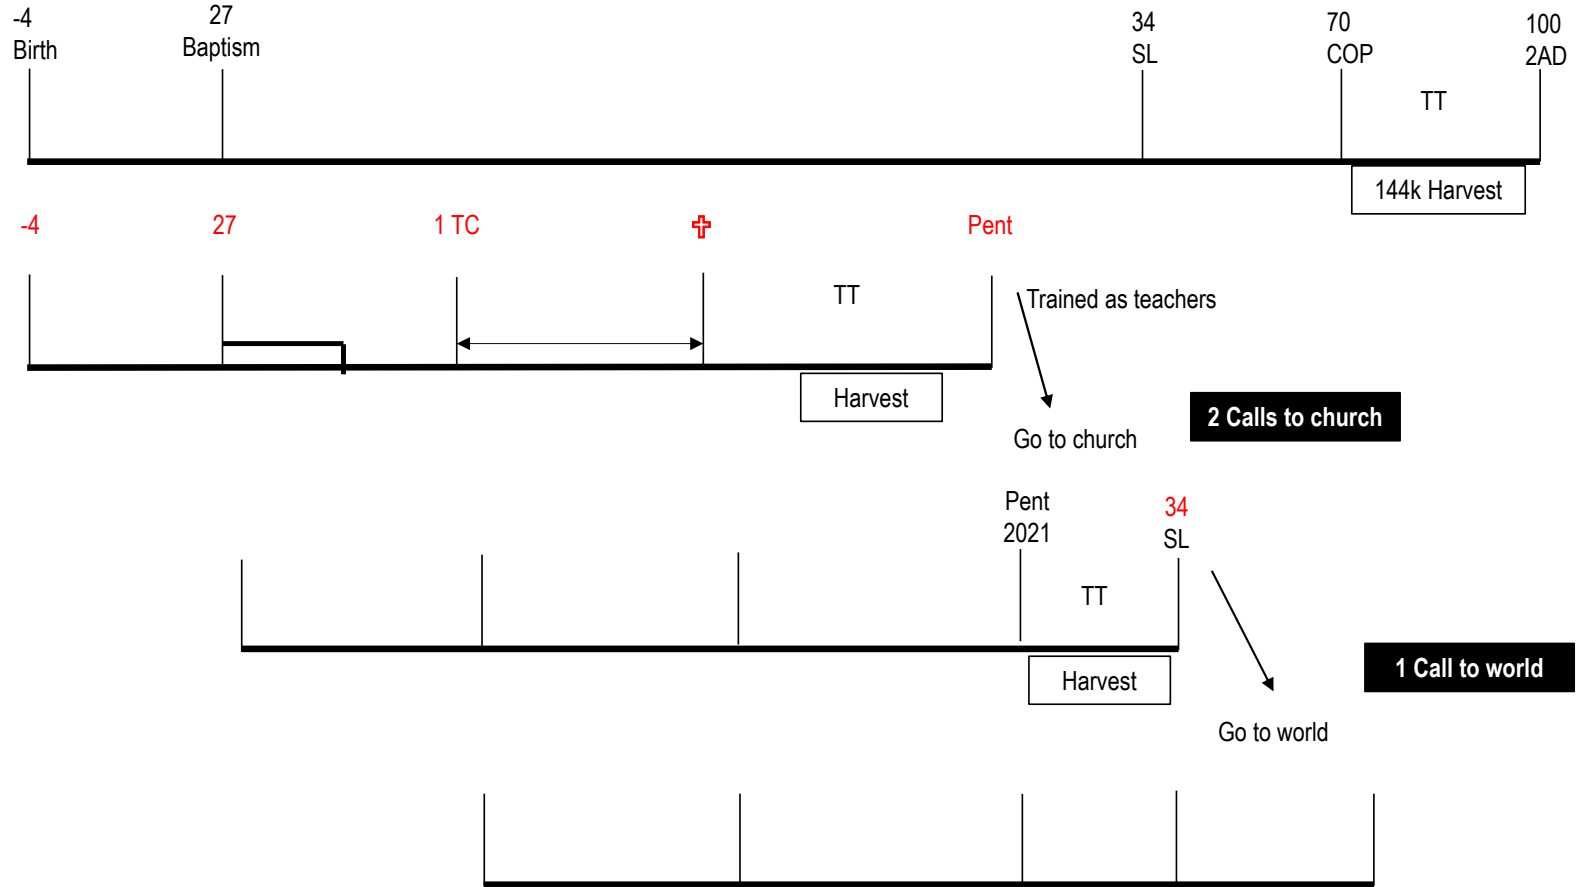 -4
Birth
27
Baptism
34
SL
70
COP
100
2AD
TT
144k Harvest
-4
27
1 TC
Pent
TT
Trained as teachers
Harvest
2 Calls to church
Go to church
Pent
2021
34
SL
TT
Harvest
1 Call to world
Go to world